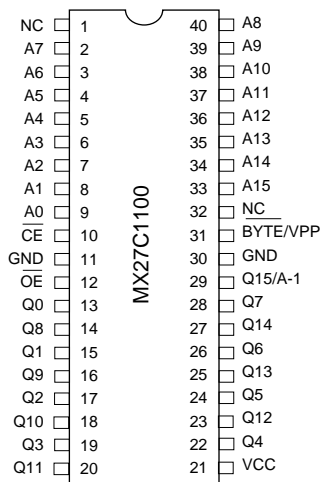 NC 1 40 A8
A7 2 39 A9
A6 3 38 A10
A5 4 37 A11
A4 5 36 A12
A3 6 35 A13
A2 7 34 A14
A1 8 33 A15
A0 9 32 NC
CE 10 31 BYTE/VPP
GND 11 30 GND
OE 12 29 Q15/A-1
Q0 13 28 Q7
Q8 14 27 Q14
Q1 15 26 Q6
Q9 16 25 Q13
Q2 17 24 Q5
Q10 18 23 Q12
Q3 19 22 Q4
Q11 20 21 VCC
MX27C1100